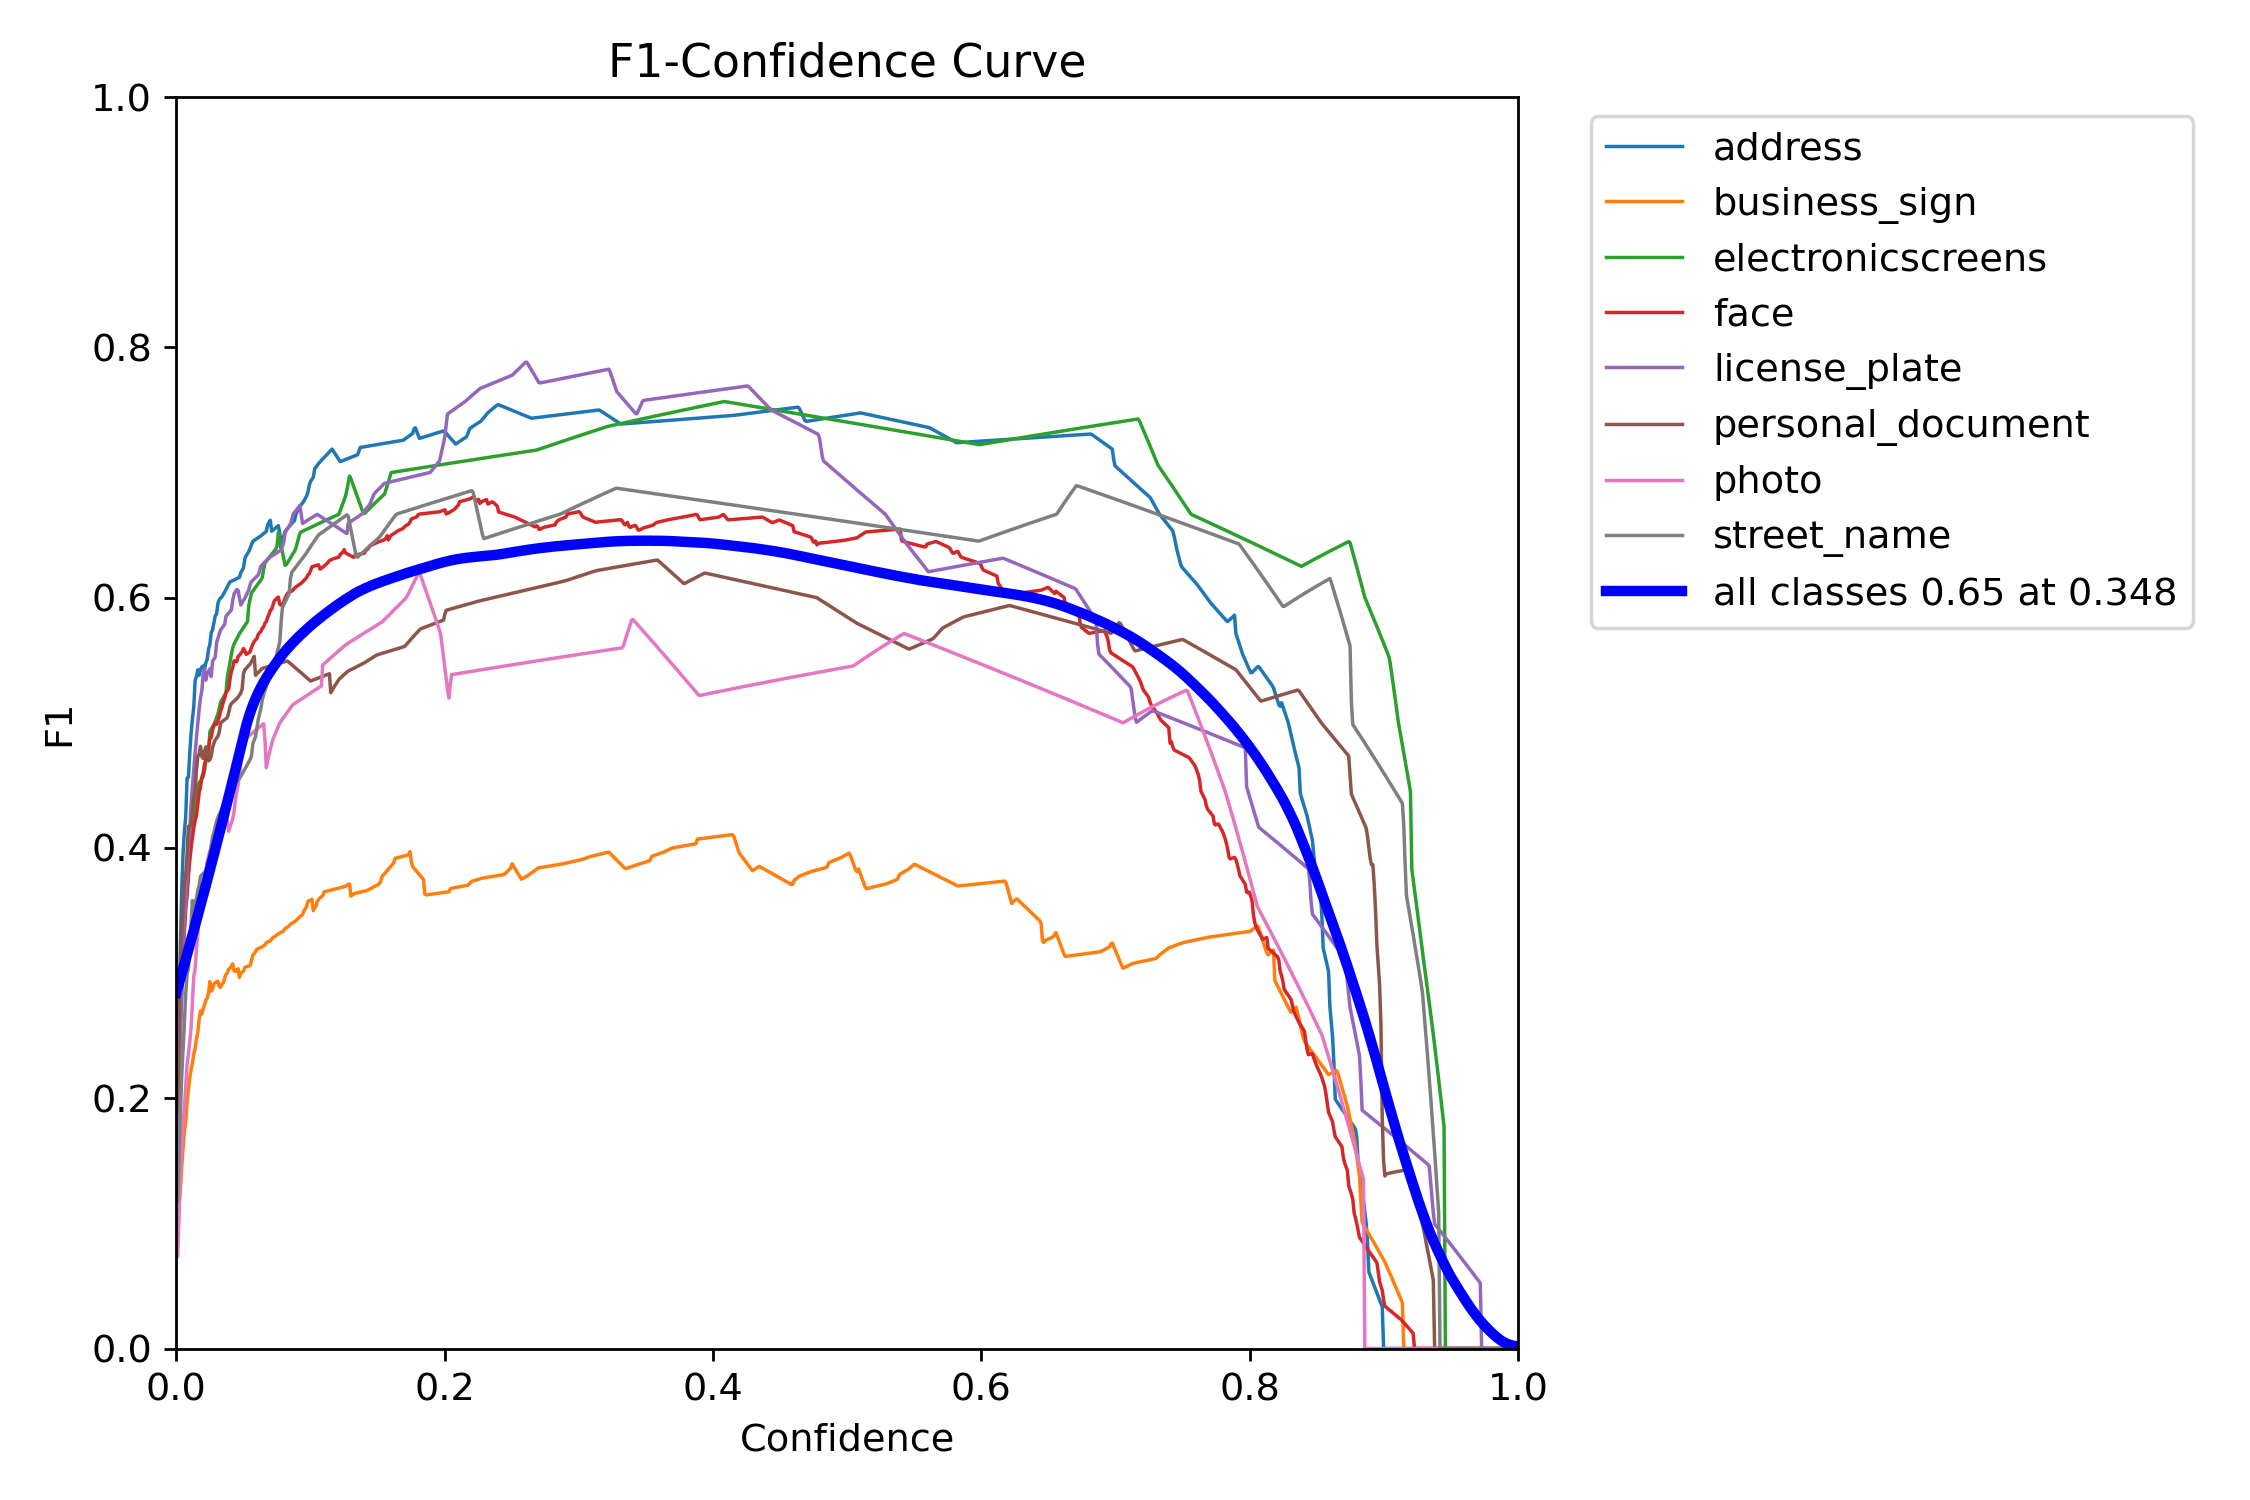 F1-Confidence Curve
1.0
0.8
0.6
0.4
0.2
0.0
F1
0.0 0.2 0.4 0.6 0.8 1.0
Confidence
address
business_sign
electronicscreens
face
license_plate
personal_document
photo
street_name
all classes 0.65 at 0.348